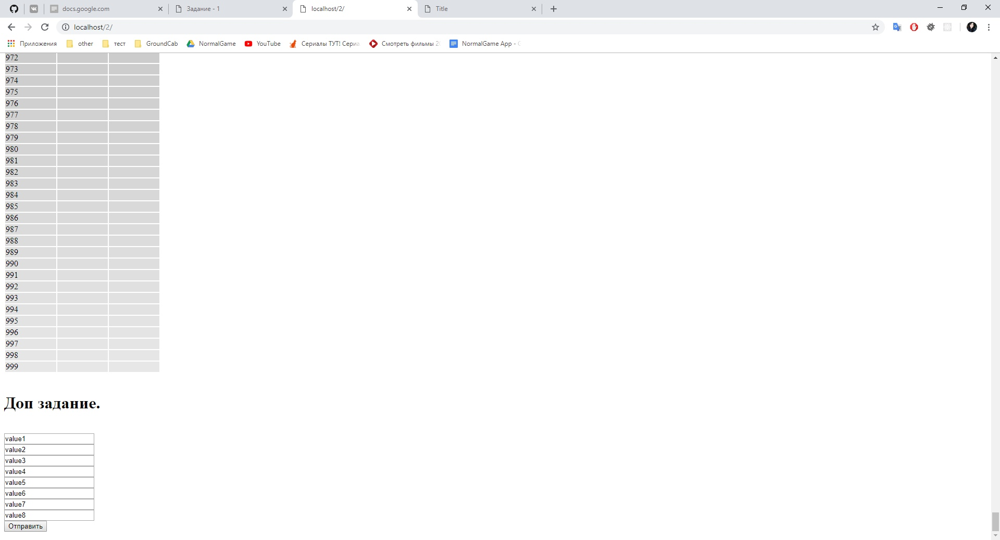 docs.google.com
Задание - 1
localhost/2/
Title
localhost/2/
Приложения other тест GroundCab NormalGame YouTube Сериалы ТУТ! Сериа Смотреть фильмы 2 NormalGame App -
972
973
974
975
976
977
978
979
980
981
982
983
984
985
986
987
988
989
990
991
992
993
994
995
996
997
998
999
Доп задание.
value1
value2
value3
value4
value5
value6
value7
value8
Отправить